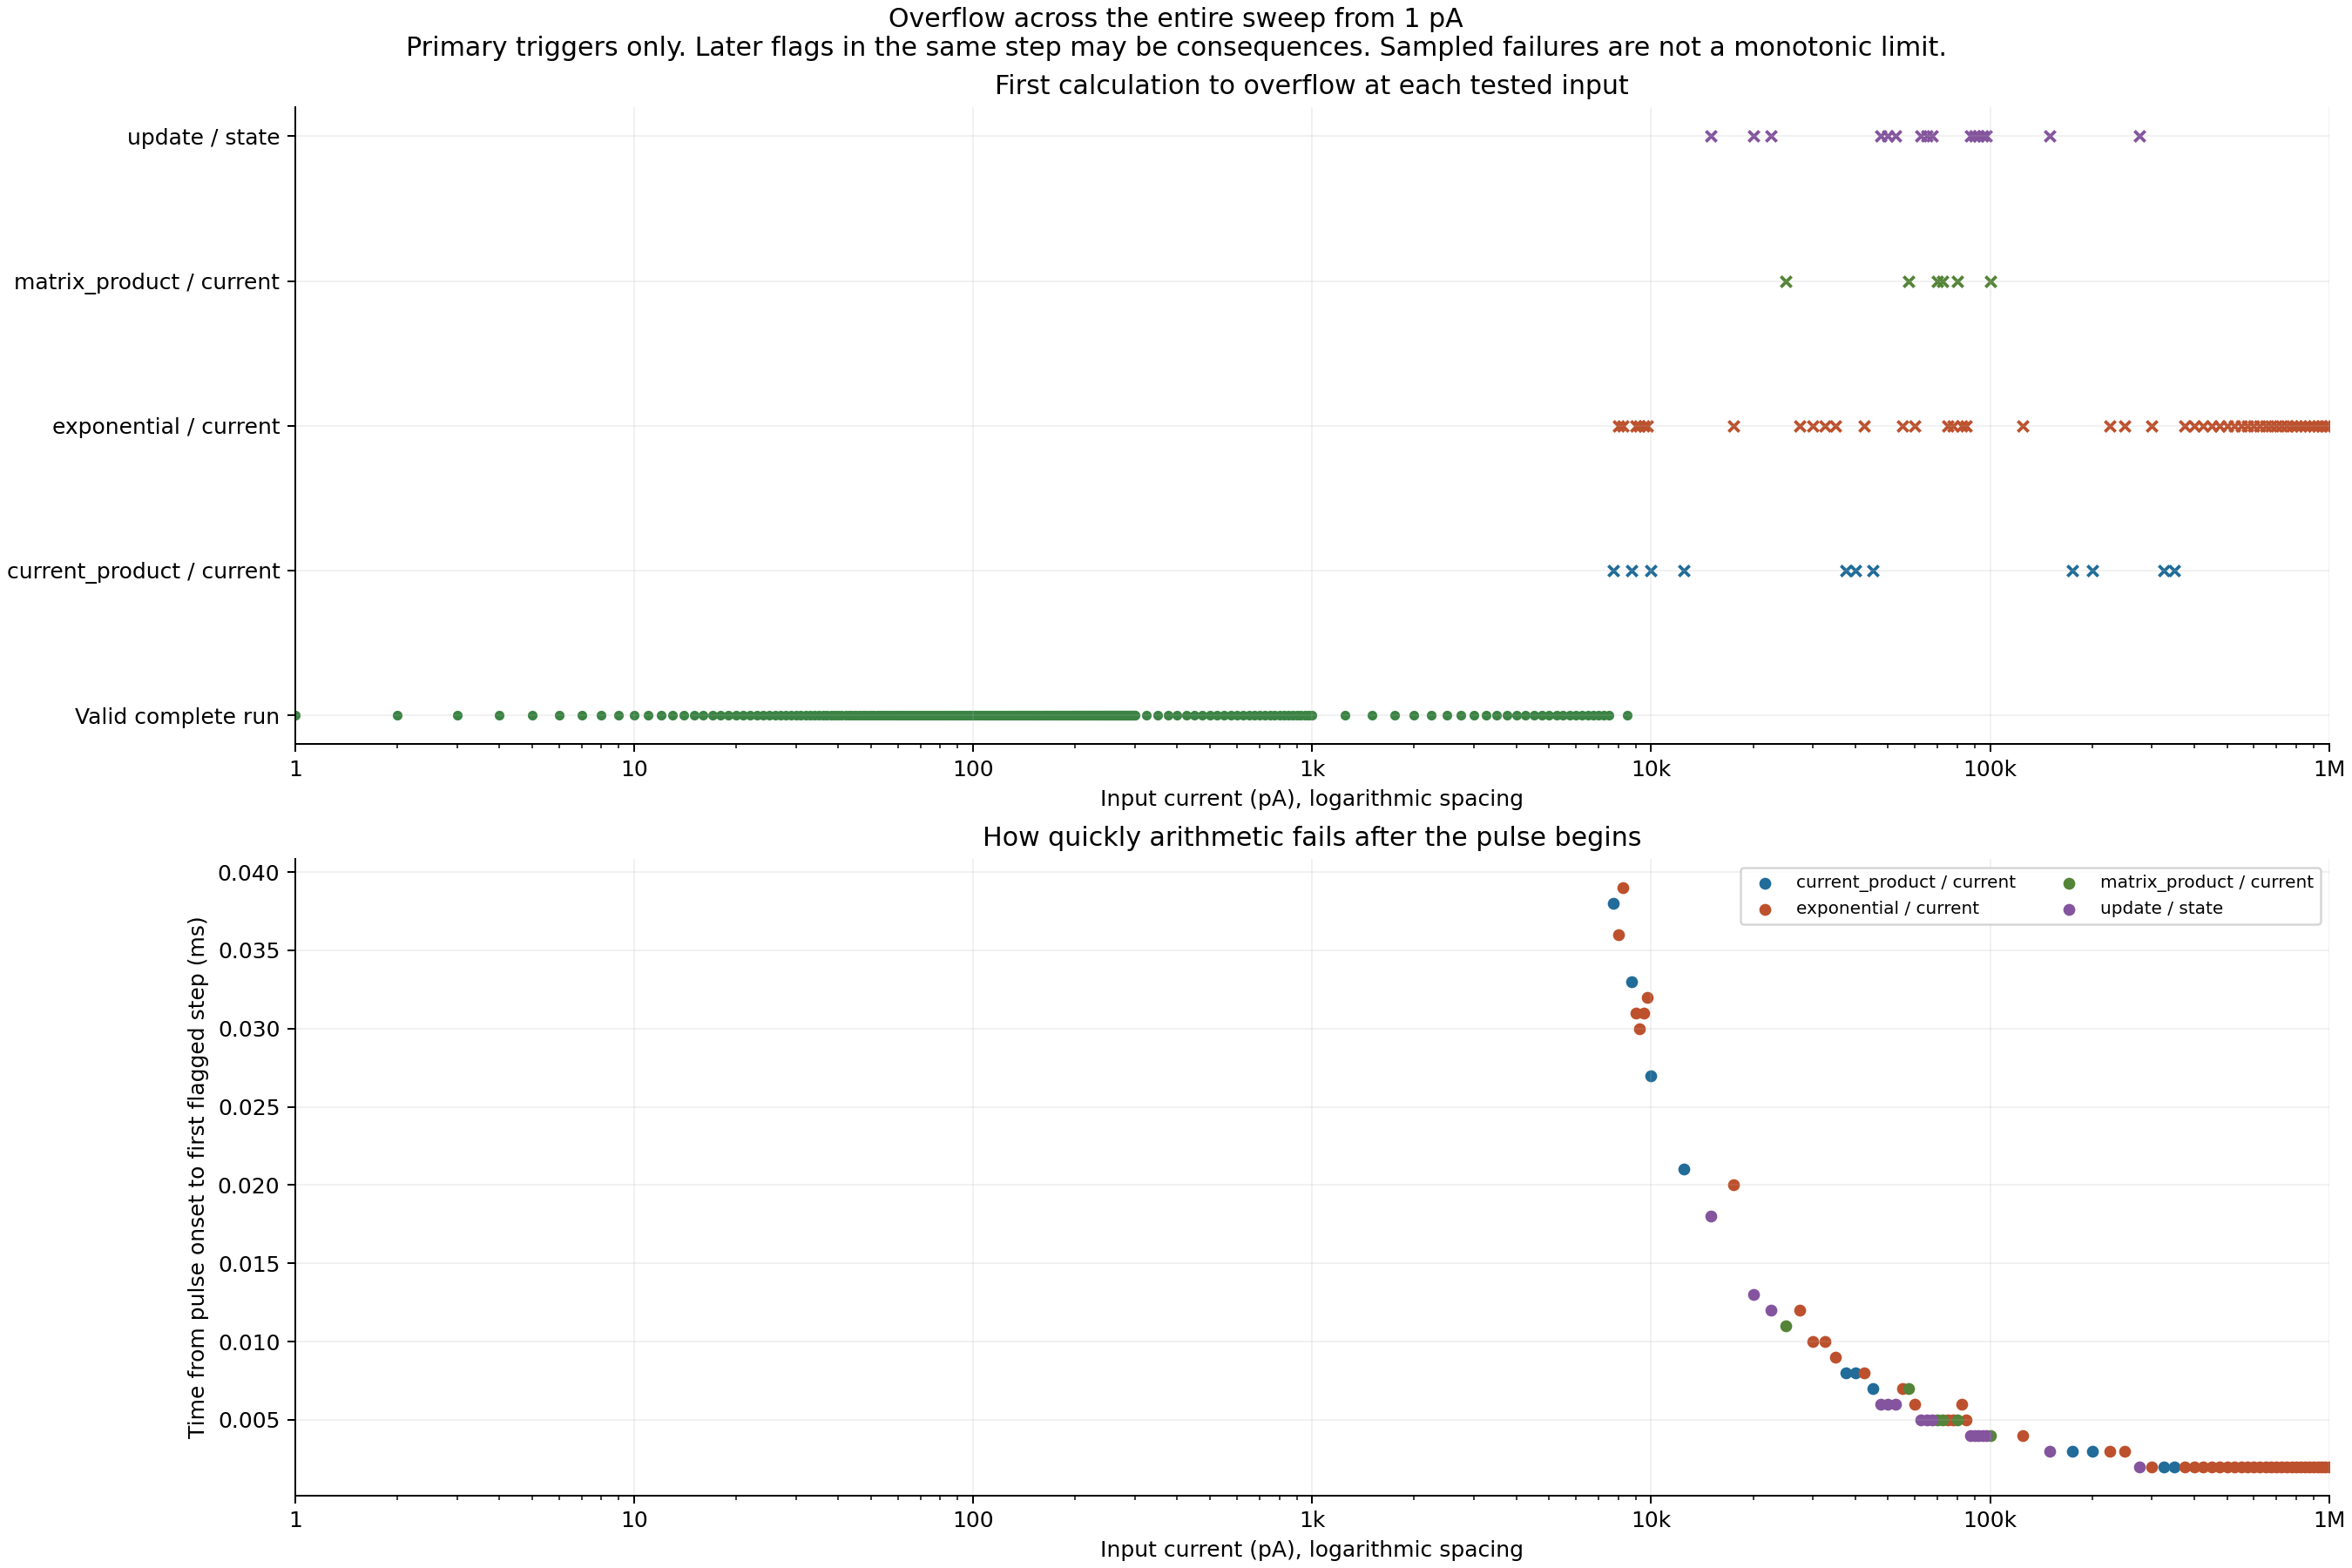 Overflow across the entire sweep from 1 pA
Primary triggers only. Later flags in the same step may be consequences. Sampled failures are not a monotonic limit.
First calculation to overflow at each tested input
update / state
matrix_product / current
exponential / current
current_product / current
Valid complete run
1 10 100 1k 10k 100k 1M
Input current (pA), logarithmic spacing
How quickly arithmetic fails after the pulse begins
Time from pulse onset to first flagged step (ms)
0.040
0.035
0.030
0.025
0.020
0.015
0.010
0.005
current_product / current matrix_product / current
exponential / current update / state
1 10 100 1k 10k 100k 1M
Input current (pA), logarithmic spacing